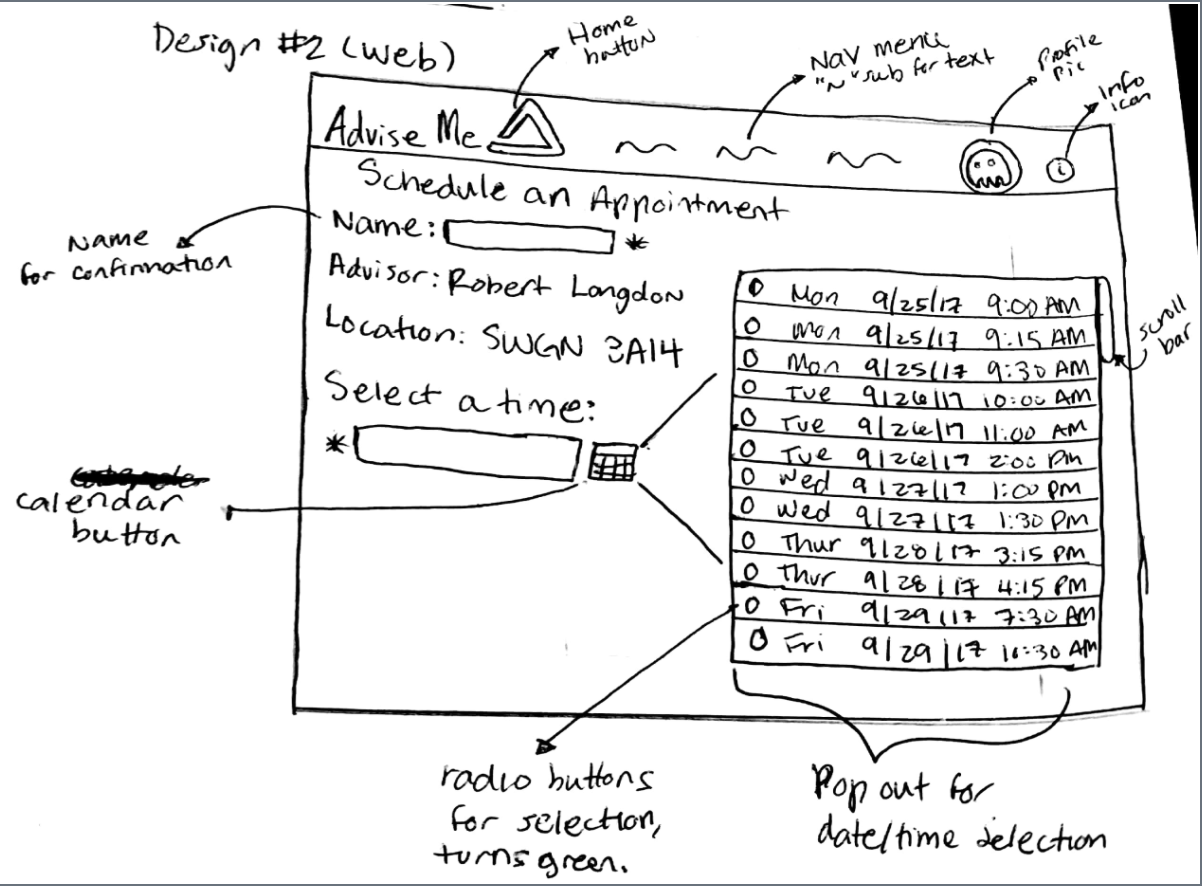 Design #2 (web)
Home
button
Nav menu
"~" sub for text
Profile
pic
Info
icon
Advise Me
i
Schedule an Appointment
Name: *
Name
for confirmation
Advisor: Robert Langdon
Location: SWGN 3A14
Select a time:
*
calendar
button
Mon 9/25/17 9:00 AM
Mon 9/25/17 9:15 AM
Mon 9/25/17 9:30 AM
Tue 9/26/17 10:00 AM
Tue 9/26/17 11:00 AM
Tue 9/26/17 2:00 PM
Wed 9/27/17 1:00 PM
Wed 9/27/17 1:30 PM
Thur 9/28/17 3:15 PM
Thur 9/28/17 4:15 PM
Fri 9/29/17 7:30 AM
Fri 9/29/17 :30 AM
scroll
bar
radio buttons
for selection,
turns green.
Pop out for
date/time selection